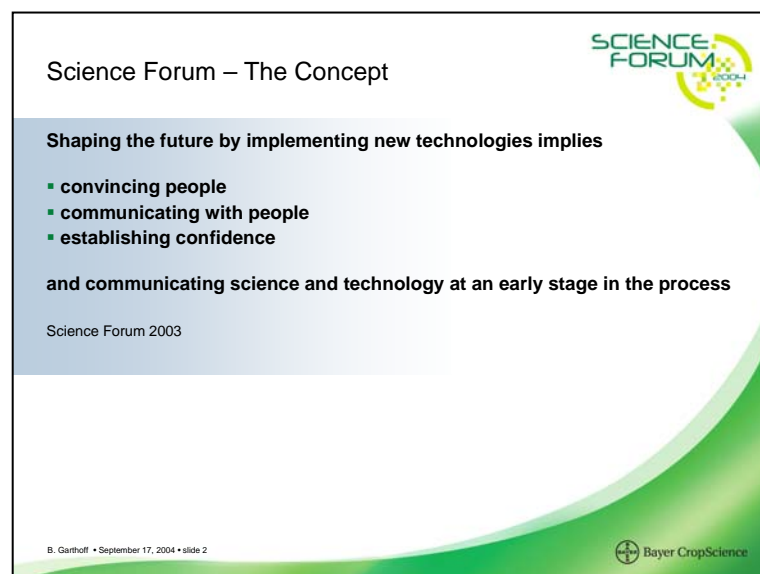 SCIENCE
FORUM
2004
Science Forum – The Concept
Shaping the future by implementing new technologies implies
▪ convincing people
▪ communicating with people
▪ establishing confidence
and communicating science and technology at an early stage in the process
Science Forum 2003
B. Garthoff • September 17, 2004 • slide 2
BAYER
Bayer CropScience